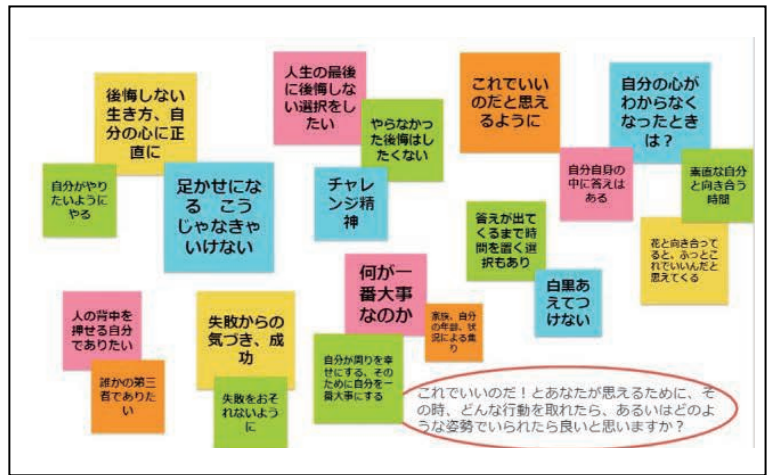 後悔しない
生き方、自
分の心に正
直に
自分がやり
たいように
やる
足かせにな
る こう
じゃなきゃ
いけない
人生の最後
に後悔しな
い選択をし
たい
やらなかっ
た後悔はし
たくない
チャレ
ンジ精
神
これでいい
のだと思え
るように
自分の心が
わからなく
なったとき
は？
自分自身の
中に答えは
ある
素直な自分
と向き合う
時間
花と向き合って
ると、ふっとこ
れでいいんだと
思えてくる
答えが出て
くるまで時
間を置く選
択もあり
白黒あ
えてつ
けない
人の背中を
押せる自分
でありたい
誰かの第三
者でありた
い
失敗からの
気づき、成
功
失敗をおそ
れないよう
に
何が一
番大事
なのか
家族、自分
の年齢、状
況による焦
り
自分が周りを幸
せにする、その
ために自分を一
番大事にする
これでいいのだ！とあなたが思えるために、そ
の時、どんな行動を取れたら、あるいはどのよ
うな姿勢でいられたら良いと思いますか？